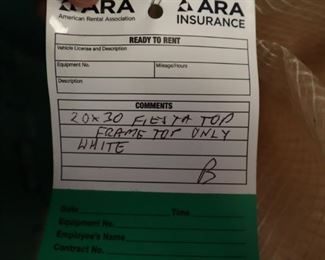 ARA ARA
American Rental Association INSURANCE
READY TO RENT
Vehicle License and Description
Equipment No. Mileage/Hours
Description
COMMENTS
20x30 FIESTA TOP
FRAME TOP ONLY
WHITE
B
Date Time
Equipment No.
Employee's Name
Contract No.